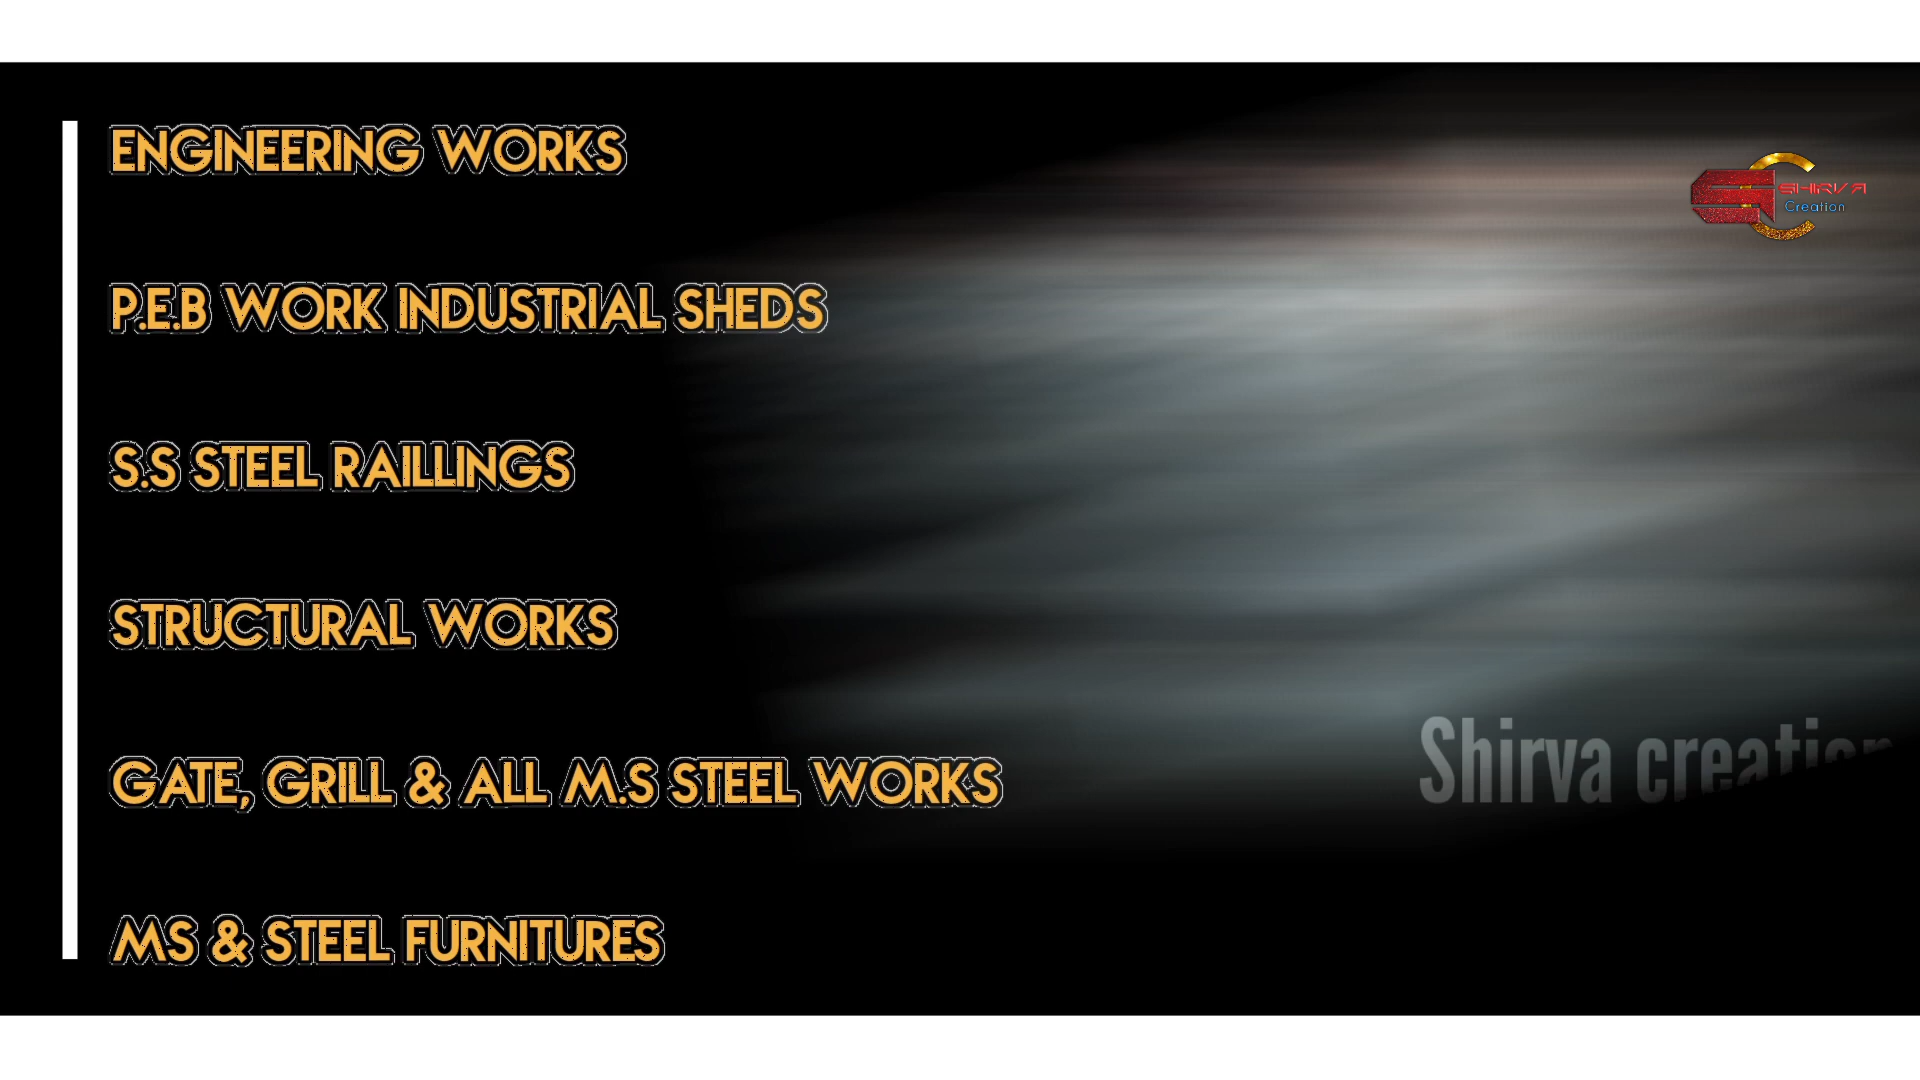 ENGINEERING WORKS
SHIRVA
Creation
P.E.B WORK INDUSTRIAL SHEDS
S.S STEEL RAILLINGS
STRUCTURAL WORKS
GATE, GRILL & ALL M.S STEEL WORKS
Shirva creation
MS & STEEL FURNITURES